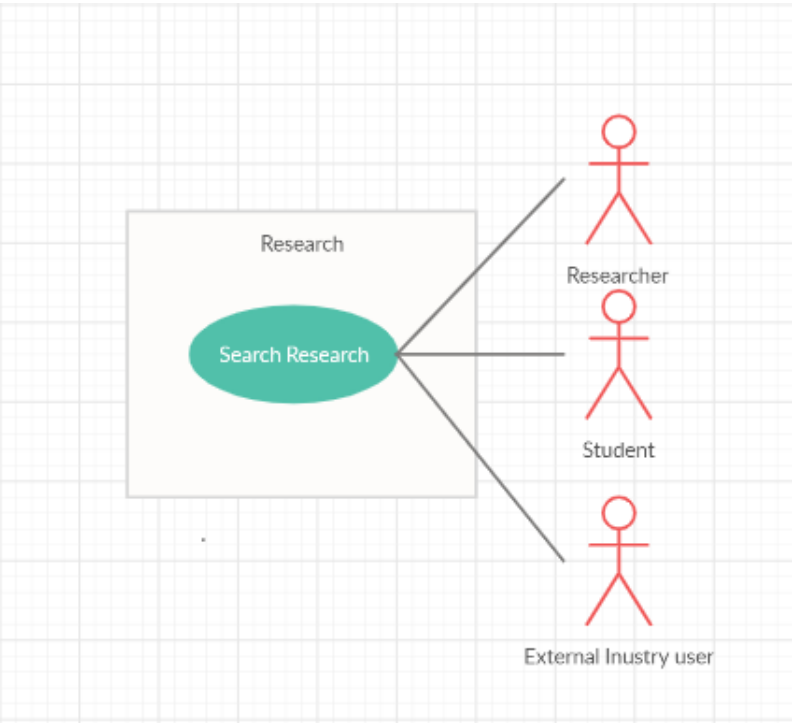 Research
Search Research
Researcher
Student
External Inustry user